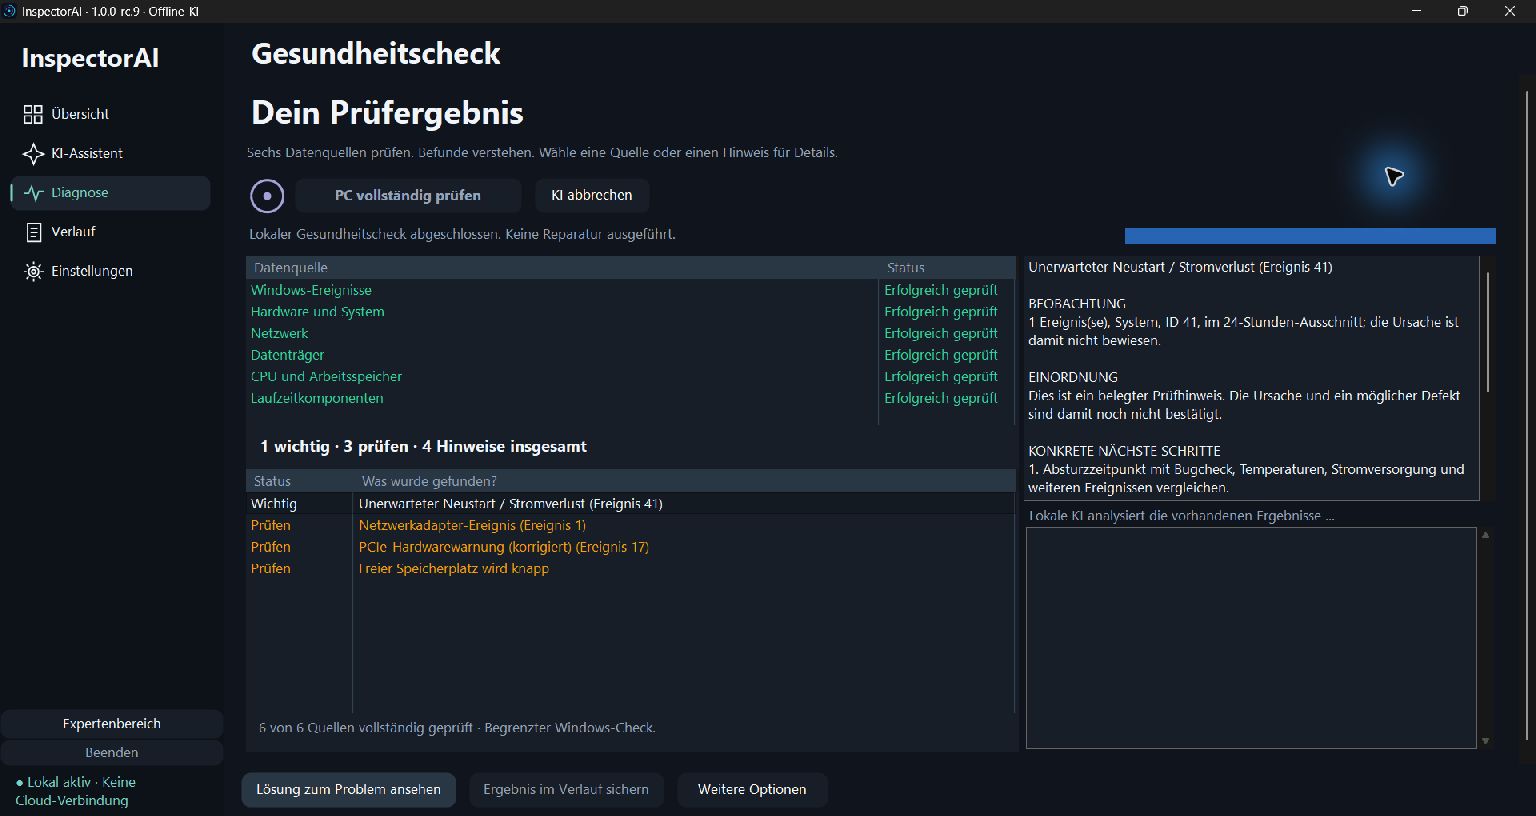 InspectorAI - 1.0.0-rc.9 - Offline-KI
InspectorAI
Übersicht
KI-Assistent
Diagnose
Verlauf
Einstellungen
Expertenbereich
Beenden
● Lokal aktiv · Keine
Cloud-Verbindung
Gesundheitscheck
Dein Prüfergebnis
Sechs Datenquellen prüfen. Befunde verstehen. Wähle eine Quelle oder einen Hinweis für Details.
PC vollständig prüfen
KI abbrechen
Lokaler Gesundheitscheck abgeschlossen. Keine Reparatur ausgeführt.
Datenquelle Status
Windows-Ereignisse Erfolgreich geprüft
Hardware und System Erfolgreich geprüft
Netzwerk Erfolgreich geprüft
Datenträger Erfolgreich geprüft
CPU und Arbeitsspeicher Erfolgreich geprüft
Laufzeitkomponenten Erfolgreich geprüft
1 wichtig · 3 prüfen · 4 Hinweise insgesamt
Status Was wurde gefunden?
Wichtig Unerwarteter Neustart / Stromverlust (Ereignis 41)
Prüfen Netzwerkadapter-Ereignis (Ereignis 1)
Prüfen PCIe-Hardwarewarnung (korrigiert) (Ereignis 17)
Prüfen Freier Speicherplatz wird knapp
6 von 6 Quellen vollständig geprüft · Begrenzter Windows-Check.
Unerwarteter Neustart / Stromverlust (Ereignis 41)
BEOBACHTUNG
1 Ereignis(se), System, ID 41, im 24-Stunden-Ausschnitt; die Ursache ist
damit nicht bewiesen.
EINORDNUNG
Dies ist ein belegter Prüfhinweis. Die Ursache und ein möglicher Defekt
sind damit noch nicht bestätigt.
KONKRETE NÄCHSTE SCHRITTE
1. Absturzzeitpunkt mit Bugcheck, Temperaturen, Stromversorgung und
weiteren Ereignissen vergleichen.
Lokale KI analysiert die vorhandenen Ergebnisse ...
Lösung zum Problem ansehen
Ergebnis im Verlauf sichern
Weitere Optionen